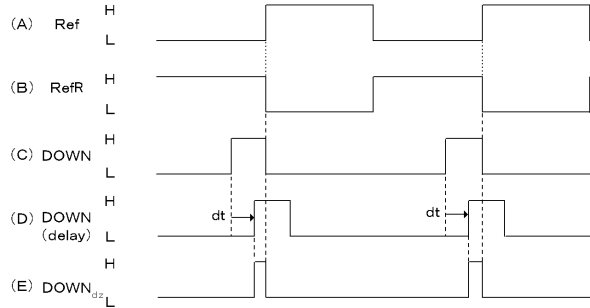 H
(A) Ref
L
H
(B) RefR
L
H
(C) DOWN
L
H
(D) DOWN
dt
dt
(delay) L
H
(E) DOWNdz L